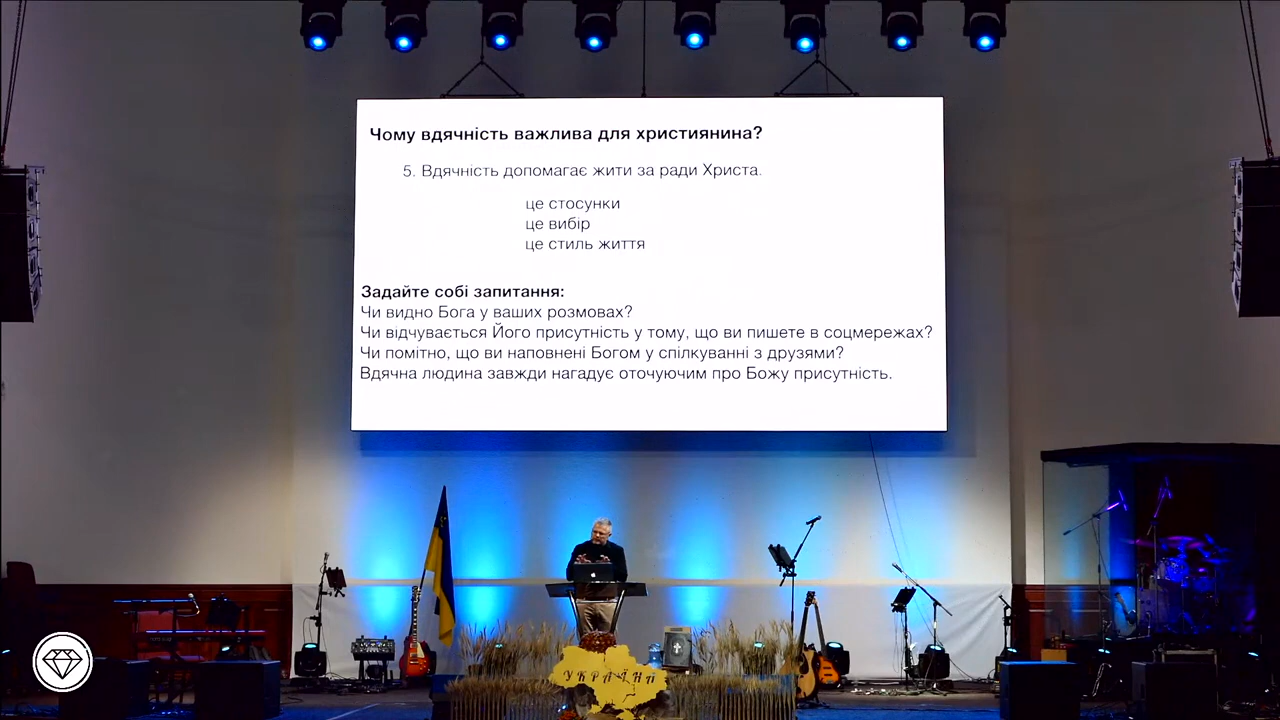 Чому вдячність важлива для християнина?
5. Вдячність допомагає жити за ради Христа.
це стосунки
це вибір
це стиль життя
Задайте собі запитання:
Чи видно Бога у ваших розмовах?
Чи відчувається Його присутність у тому, що ви пишете в соцмережах?
Чи помітно, що ви наповнені Богом у спілкуванні з друзями?
Вдячна людина завжди нагадує оточуючим про Божу присутність.
УКРАЇНИ